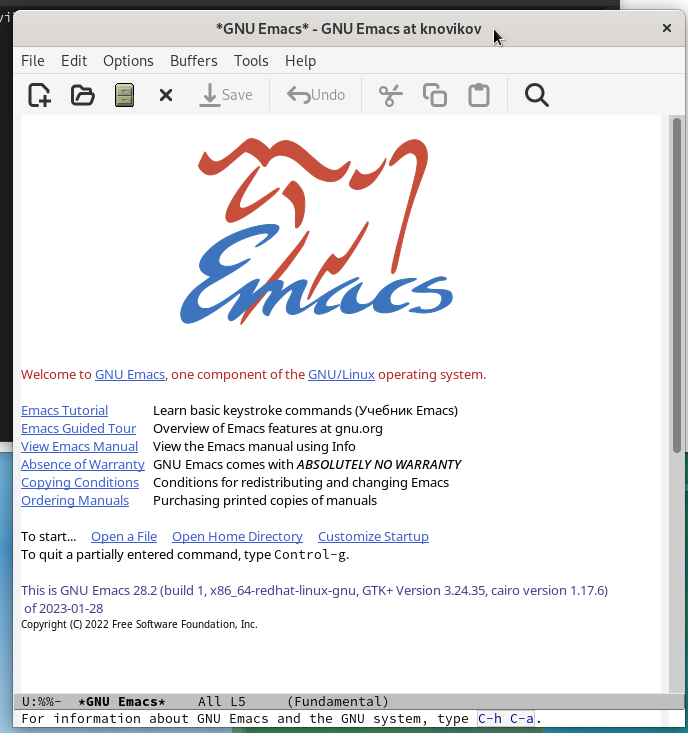 vi
*GNU Emacs* - GNU Emacs at knovikov
File Edit Options Buffers Tools Help
Save Undo
Emacs
Welcome to GNU Emacs, one component of the GNU/Linux operating system.
Emacs Tutorial Learn basic keystroke commands (Учебник Emacs)
Emacs Guided Tour Overview of Emacs features at gnu.org
View Emacs Manual View the Emacs manual using Info
Absence of Warranty GNU Emacs comes with ABSOLUTELY NO WARRANTY
Copying Conditions Conditions for redistributing and changing Emacs
Ordering Manuals Purchasing printed copies of manuals
To start... Open a File Open Home Directory Customize Startup
To quit a partially entered command, type Control-g.
This is GNU Emacs 28.2 (build 1, x86_64-redhat-linux-gnu, GTK+ Version 3.24.35, cairo version 1.17.6)
of 2023-01-28
Copyright (C) 2022 Free Software Foundation, Inc.
U:%%- *GNU Emacs* All L5 (Fundamental)
For information about GNU Emacs and the GNU system, type C-h C-a.